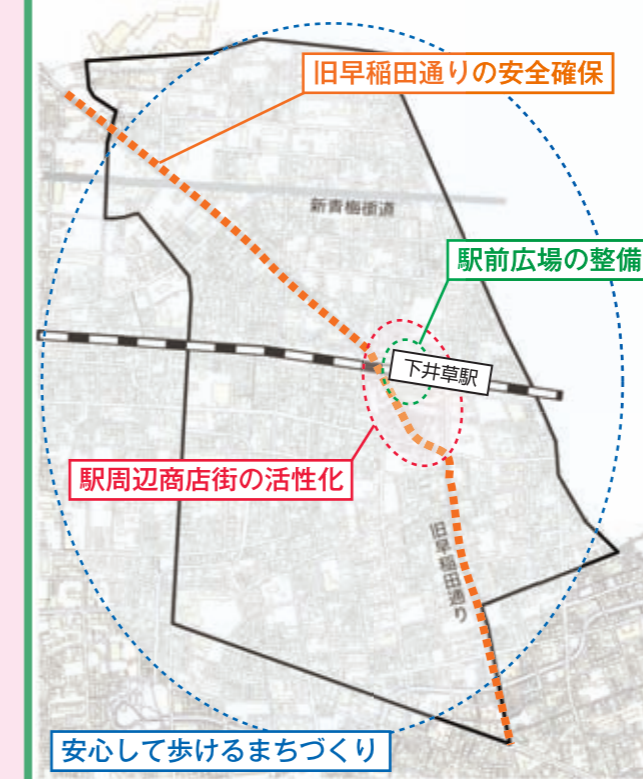 旧早稲田通りの安全確保
新青梅街道
駅前広場の整備
下井草駅
駅周辺商店街の活性化
旧早稲田通り
安心して歩けるまちづくり